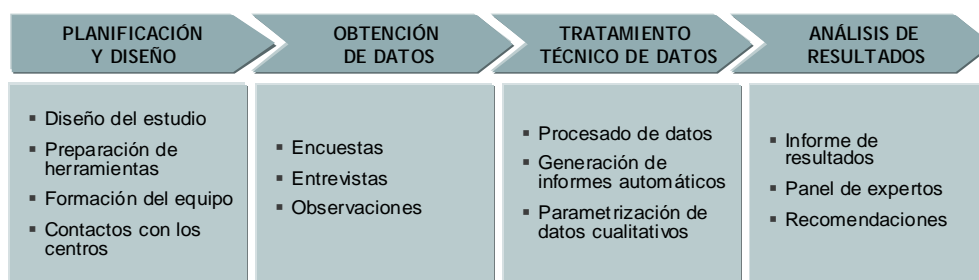 PLANIFICACIÓN
Y DISEÑO
OBTENCIÓN
DE DATOS
TRATAMIENTO
TÉCNICO DE DATOS
ANÁLISIS DE
RESULTADOS
▪ Diseño del estudio
▪ Preparación de
herramientas
▪ Formación del equipo
▪ Contactos con los
centros
▪ Encuestas
▪ Entrevistas
▪ Observaciones
▪ Procesado de datos
▪ Generación de
informes automáticos
▪ Parametrización de
datos cualitativos
▪ Informe de
resultados
▪ Panel de expertos
▪ Recomendaciones